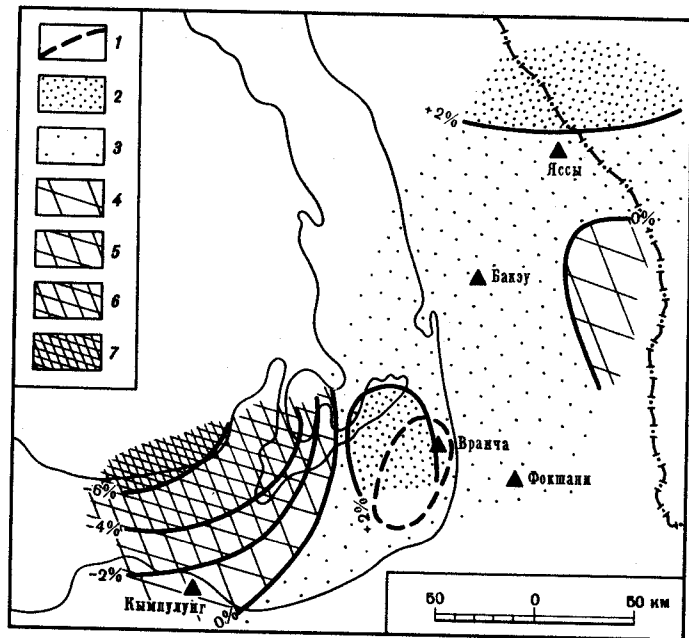 1
2
3
4
5
6
7
+2%
Яссы
0%
Бакэу
Вранча
Фокшани
+2%
-6%
-4%
-2%
Кымпулунг
0%
50 0 50 км